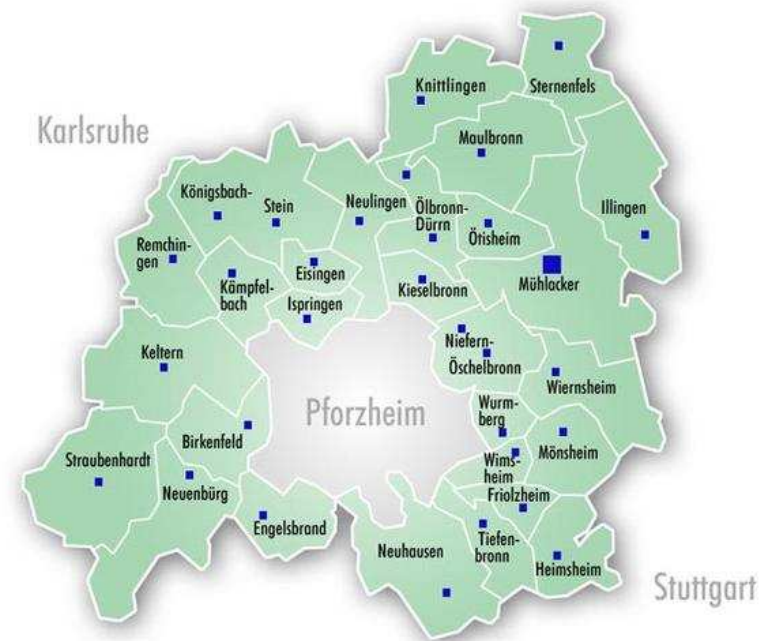 Knittlingen
Sternenfels
Karlsruhe
Maulbronn
Königsbach-
Stein
Neulingen
Ölbronn-
Dürrn
Ötisheim
Illingen
Remchin-
gen
Kämpfel-
bach
Eisingen
Ispringen
Kieselbronn
Mühlacker
Niefern-
Öschelbronn
Keltern
Wiernsheim
Pforzheim
Wurm-
berg
Birkenfeld
Mönsheim
Straubenhardt
Wims-
heim
Neuenbürg
Friolzheim
Engelsbrand
Neuhausen
Tiefen-
bronn
Heimsheim
Stuttgart